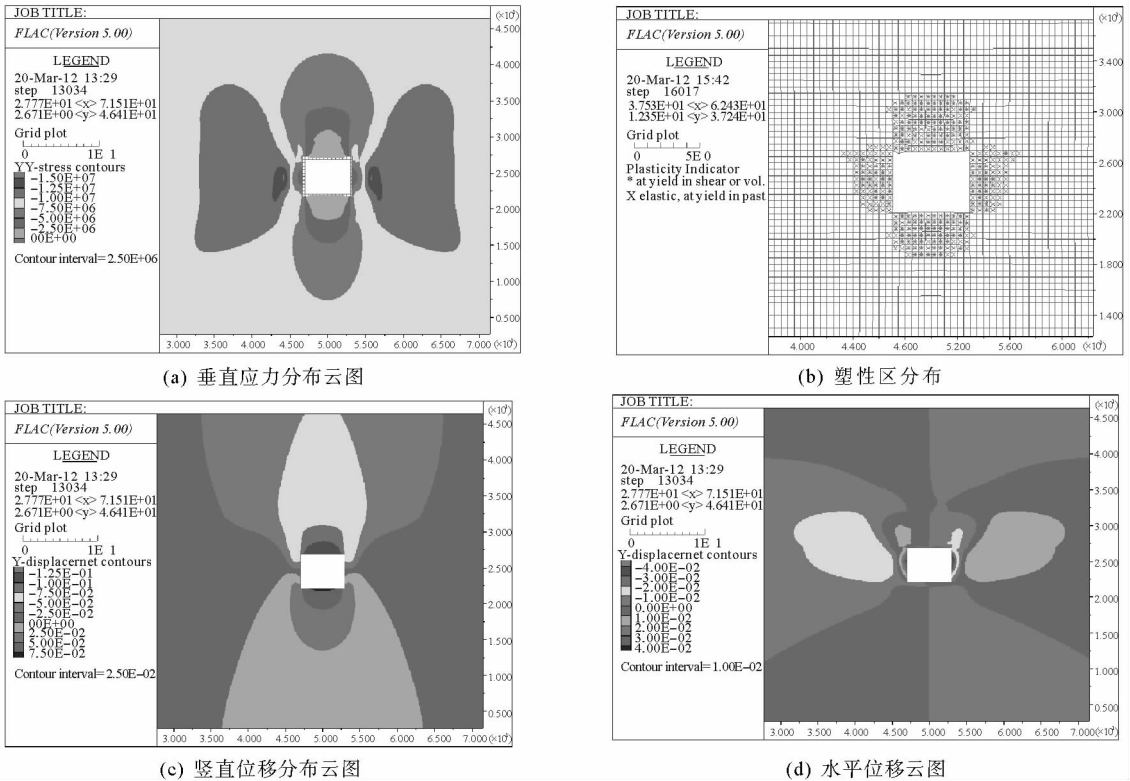 JOB TITLE:
FLAC(Version 5.00)
LEGEND
20-Mar-12 13:29
step 13034
2.777E+01 <x> 7.151E+01
2.671E+00 <y> 4.641E+01
Grid plot
0 1E 1
YY-stress contours
-1.50E+07
-1.25E+07
-1.00E+07
-7.50E+06
-5.00E+06
-2.50E+06
00E+00
Contour interval=2.50E+06
(×10¹)
4.500
4.000
3.500
3.000
2.500
2.000
1.500
1.000
0.500
3.000 3.500 4.000 4.500 5.000 5.500 6.000 6.500 7.000 (×10¹)
(a) 垂直应力分布云图
JOB TITLE:
FLAC(Version 5.00)
LEGEND
20-Mar-12 15:42
step 16017
3.753E+01 <x> 6.243E+01
1.235E+01 <y> 3.724E+01
Grid plot
0 5E 0
Plasticity Indicator
* at yield in shear or vol.
X elastic, at yield in past
(×10¹)
3.400
3.000
2.600
2.200
1.800
1.400
4.000 4.400 4.600 5.200 5.600 6.000 (×10¹)
(b) 塑性区分布
JOB TITLE:
FLAC(Version 5.00)
LEGEND
20-Mar-12 13:29
step 13034
2.777E+01 <x> 7.151E+01
2.671E+00 <y> 4.641E+01
Grid plot
0 1E 1
Y-displacernet contours
-1.25E-01
-1.00E-01
-7.50E-02
-5.00E-02
-2.50E-02
00E+00
2.50E-02
5.00E-02
7.50E-02
Contour interval=2.50E-02
(×10¹)
4.500
4.000
3.500
3.000
2.500
2.000
1.500
1.000
0.500
3.000 3.500 4.000 4.500 5.000 5.500 6.000 6.500 7.000 (×10¹)
(c) 竖直位移分布云图
JOB TITLE:
FLAC(Version 5.00)
LEGEND
20-Mar-12 13:29
step 13034
2.777E+01 <x> 7.151E+01
2.671E+00 <y> 4.641E+01
Grid plot
0 1E 1
Y-displacernet contours
-4.00E-02
-3.00E-02
-2.00E-02
-1.00E-02
0.00E+00
1.00E-02
2.00E-02
3.00E-02
4.00E-02
Contour interval=1.00E-02
(×10¹)
4.500
4.000
3.500
3.000
2.500
2.000
1.500
1.000
0.500
3.000 3.500 4.000 4.500 5.000 5.500 6.000 6.500 7.000 (×10¹)
(d) 水平位移云图